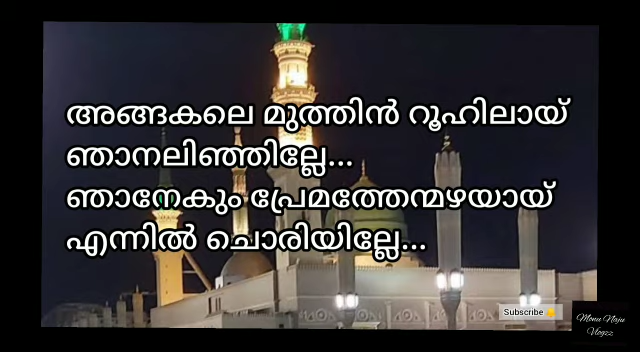 അങ്ങകലെ മുത്തിൻ റൂഹിലായ്
ഞാനലിഞ്ഞില്ലേ...
ഞാനേകും പ്രേമത്തേന്മഴയായ്
എന്നിൽ ചൊരിയില്ലേ...
Subscribe
Monu Naju
Vlogzz